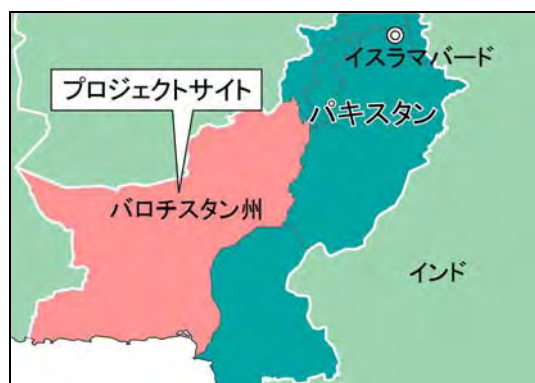 イスラマバード
プロジェクトサイト
パキスタン
バロチスタン州
インド